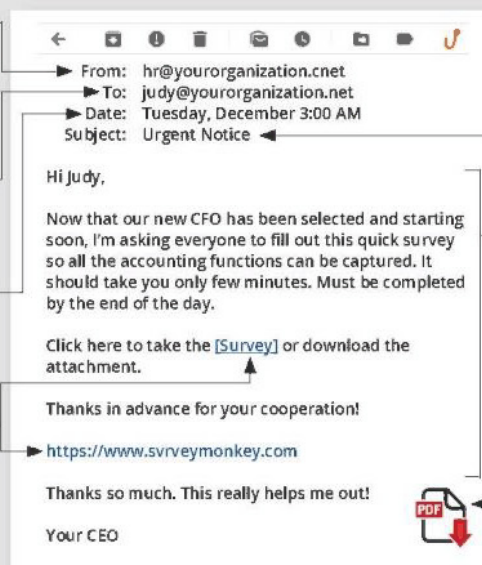 From: hr@yourorganization.cnet
To: judy@yourorganization.net
Date: Tuesday, December 3:00 AM
Subject: Urgent Notice
Hi Judy,
Now that our new CFO has been selected and starting
soon, I'm asking everyone to fill out this quick survey
so all the accounting functions can be captured. It
should take you only few minutes. Must be completed
by the end of the day.
Click here to take the [Survey] or download the
attachment.
Thanks in advance for your cooperation!
https://www.svrveymonkey.com
Thanks so much. This really helps me out!
PDF
Your CEO